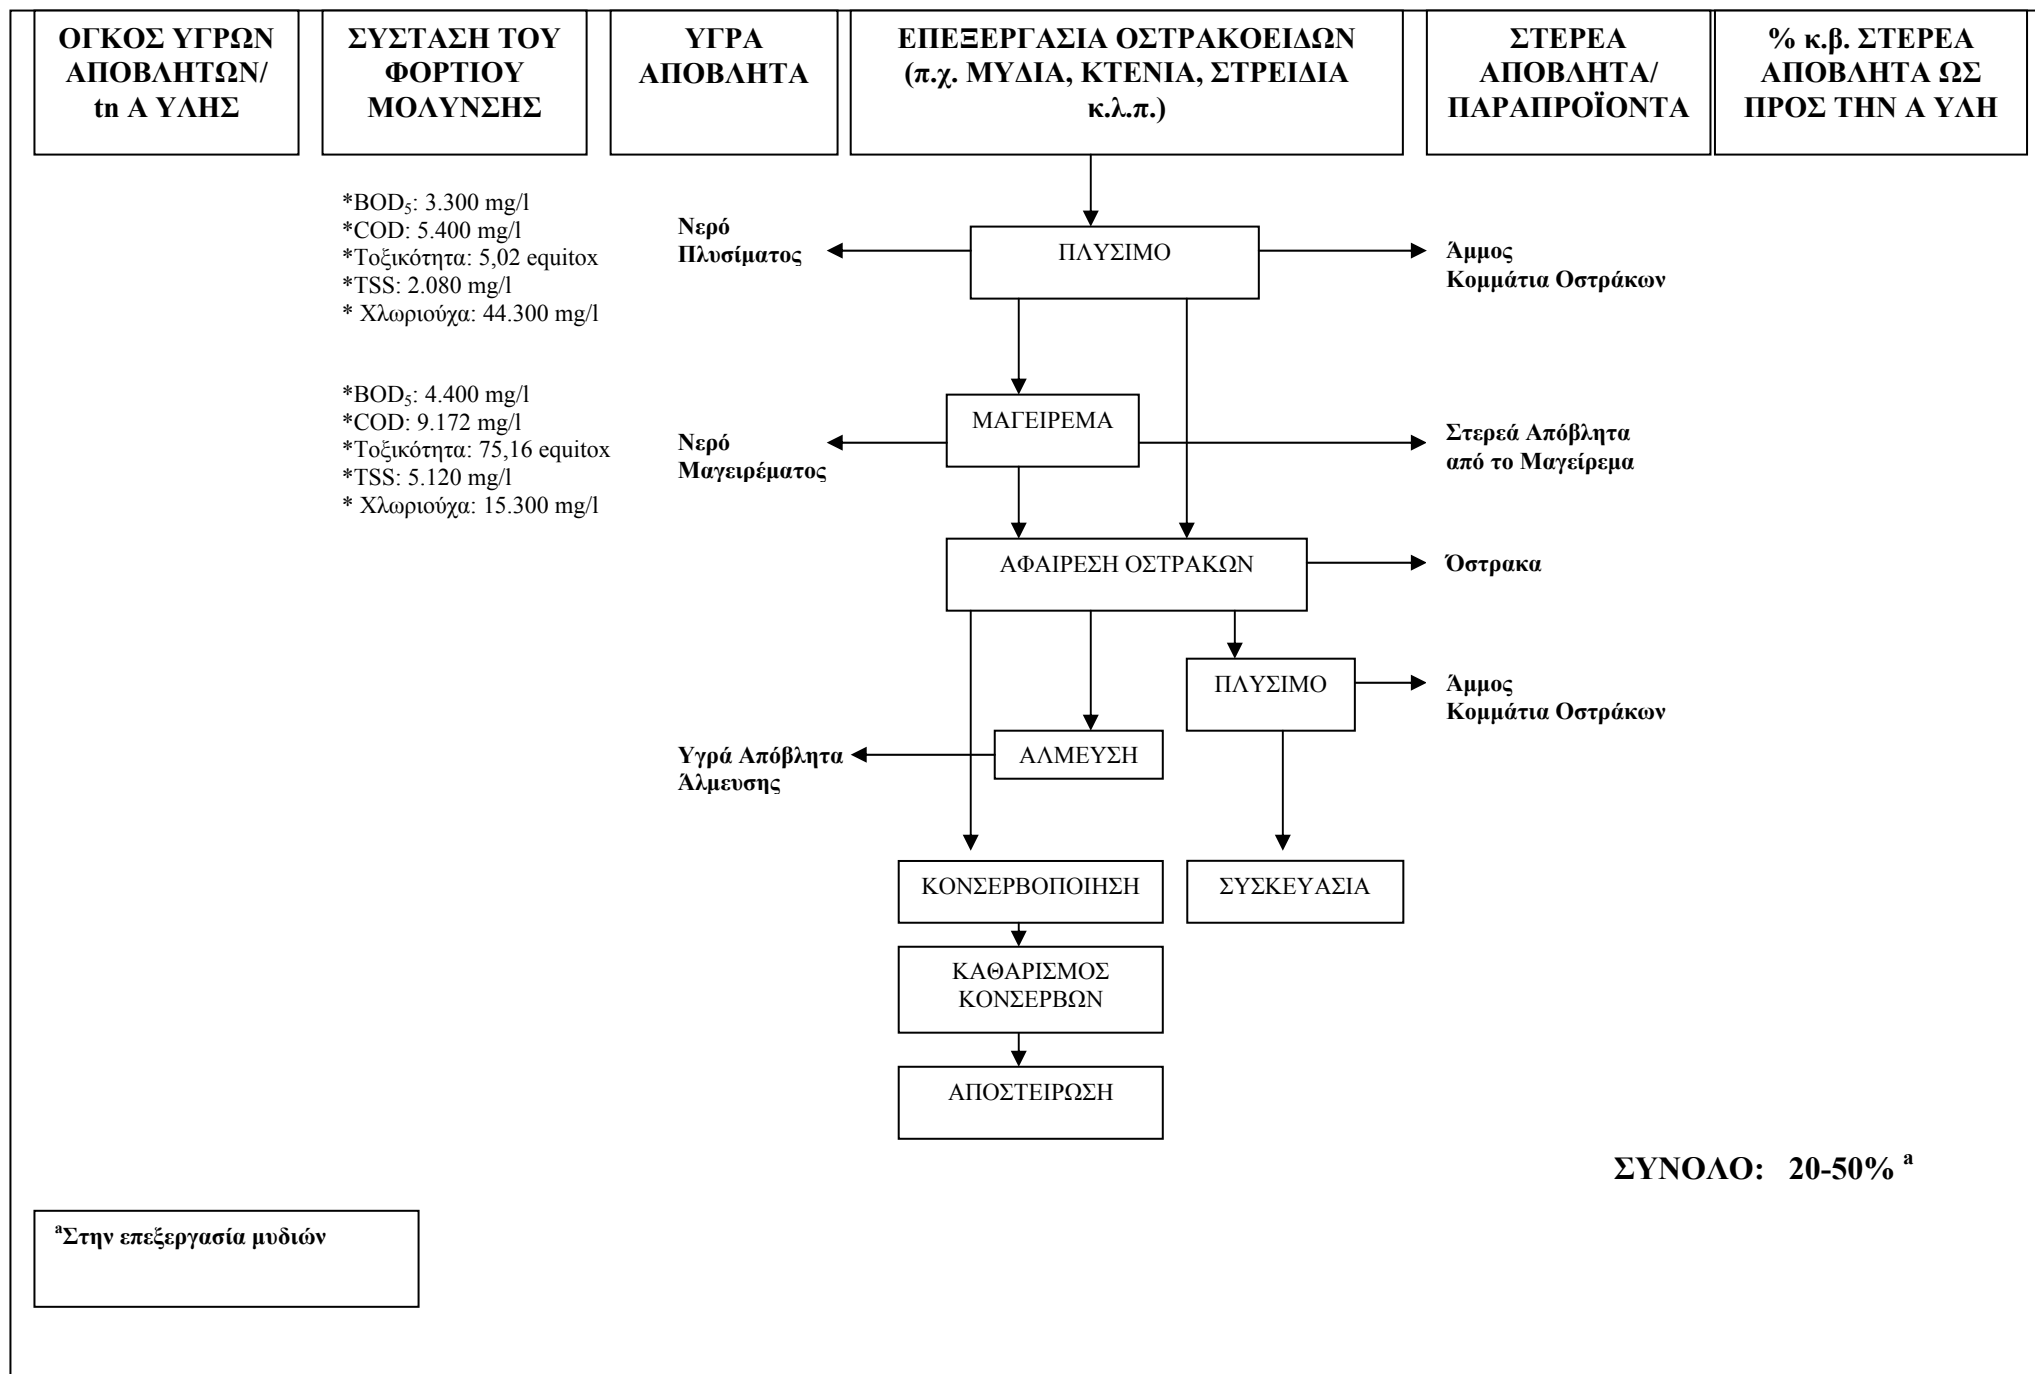 ΟΓΚΟΣ ΥΓΡΩΝ
ΑΠΟΒΛΗΤΩΝ/
tn Α ΥΛΗΣ
ΣΥΣΤΑΣΗ ΤΟΥ
ΦΟΡΤΙΟΥ
ΜΟΛΥΝΣΗΣ
ΥΓΡΑ
ΑΠΟΒΛΗΤΑ
ΕΠΕΞΕΡΓΑΣΙΑ ΟΣΤΡΑΚΟΕΙΔΩΝ
(π.χ. ΜΥΔΙΑ, ΚΤΕΝΙΑ, ΣΤΡΕΙΔΙΑ
κ.λ.π.)
ΣΤΕΡΕΑ
ΑΠΟΒΛΗΤΑ/
ΠΑΡΑΠΡΟΪΟΝΤΑ
% κ.β. ΣΤΕΡΕΑ
ΑΠΟΒΛΗΤΑ ΩΣ
ΠΡΟΣ ΤΗΝ Α ΥΛΗ
*BOD₅: 3.300 mg/l
*COD: 5.400 mg/l
*Τοξικότητα: 5,02 equitox
*TSS: 2.080 mg/l
* Χλωριούχα: 44.300 mg/l
Νερό
Πλυσίματος
ΠΛΥΣΙΜΟ
Άμμος
Κομμάτια Οστράκων
*BOD₅: 4.400 mg/l
*COD: 9.172 mg/l
*Τοξικότητα: 75,16 equitox
*TSS: 5.120 mg/l
* Χλωριούχα: 15.300 mg/l
Νερό
Μαγειρέματος
ΜΑΓΕΙΡΕΜΑ
Στερεά Απόβλητα
από το Μαγείρεμα
ΑΦΑΙΡΕΣΗ ΟΣΤΡΑΚΩΝ
Όστρακα
ΠΛΥΣΙΜΟ
Άμμος
Κομμάτια Οστράκων
Υγρά Απόβλητα
Άλμευσης
ΑΛΜΕΥΣΗ
ΚΟΝΣΕΡΒΟΠΟΙΗΣΗ
ΣΥΣΚΕΥΑΣΙΑ
ΚΑΘΑΡΙΣΜΟΣ
ΚΟΝΣΕΡΒΩΝ
ΑΠΟΣΤΕΙΡΩΣΗ
ΣΥΝΟΛΟ: 20-50% ᵃ
ᵃΣτην επεξεργασία μυδιών